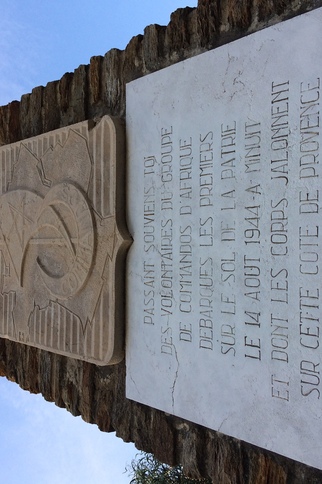 PASSANT SOUVIENS TOI
DES VOLONTAIRES DU GROUPE
DE COMMANDOS D'AFRIQUE
DEBARQUES LES PREMIERS
SUR LE SOL DE LA PATRIE
LE 14 AOUT 1944 - A MINUIT
ET DONT LES CORPS JALONNENT
SUR CETTE COTE DE PROVENCE